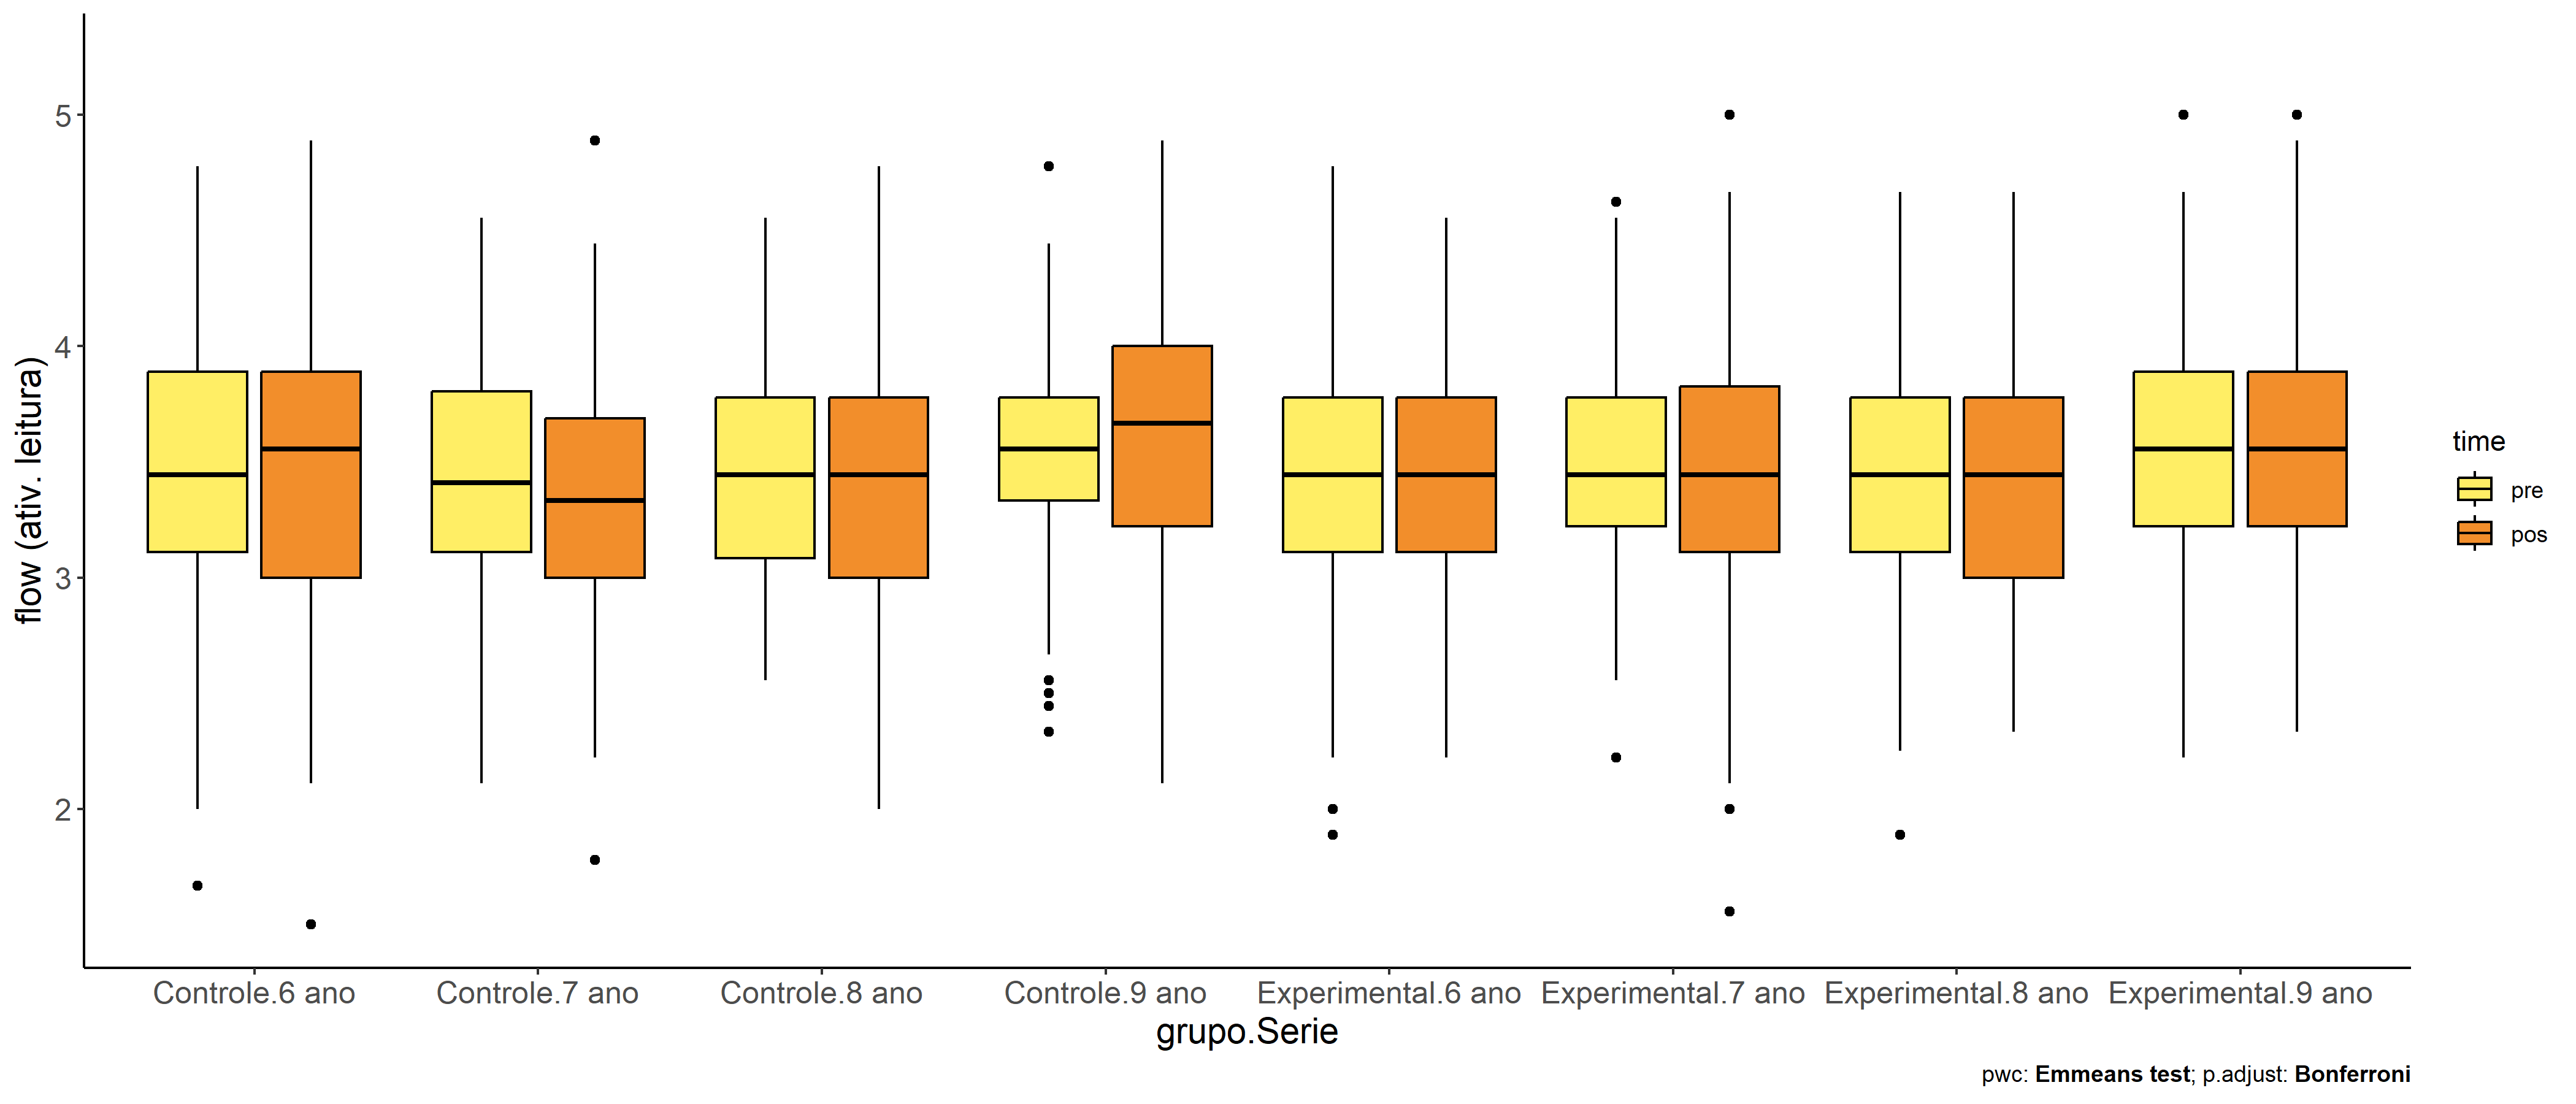 flow (ativ. leitura)
5
4
3
2
Controle.6 ano Controle.7 ano Controle.8 ano Controle.9 ano Experimental.6 ano Experimental.7 ano Experimental.8 ano Experimental.9 ano
grupo.Serie
time
pre
pos
pwc: Emmeans test; p.adjust: Bonferroni